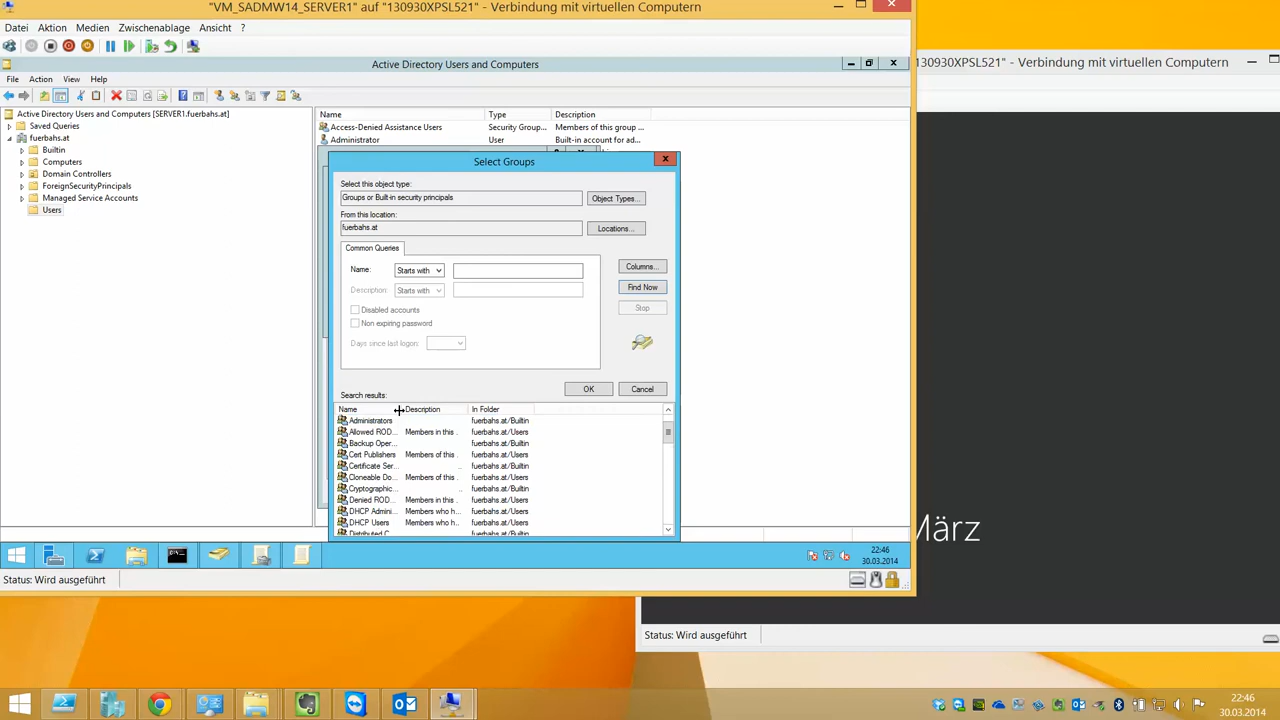 "VM_SADMW14_SERVER1" auf "130930XPSL521" - Verbindung mit virtuellen Computern
Datei Aktion Medien Zwischenablage Ansicht ?
130930XPSL521" - Verbindung mit virtuellen Computern
Active Directory Users and Computers
File Action View Help
Active Directory Users and Computers [SERVER1.fuerbahs.at]
Saved Queries
fuerbahs.at
Builtin
Computers
Domain Controllers
ForeignSecurityPrincipals
Managed Service Accounts
Users
Name Type Description
Access-Denied Assistance Users Security Group... Members of this group ...
Administrator User Built-in account for ad...
Select Groups
Select this object type:
Groups or Built-in security principals Object Types...
From this location:
fuerbahs.at Locations...
Common Queries
Name: Starts with
Description: Starts with
Disabled accounts
Non expiring password
Days since last logon:
Columns...
Find Now
Stop
OK Cancel
Search results:
Name Description In Folder
Administrators fuerbahs.at/Builtin
Allowed ROD... Members in this . fuerbahs.at/Users
Backup Oper... fuerbahs.at/Builtin
Cert Publishers Members of this . fuerbahs.at/Users
Certificate Ser... . fuerbahs.at/Builtin
Cloneable Do... Members of this . fuerbahs.at/Users
Cryptographic... . fuerbahs.at/Builtin
Denied ROD... Members in this . fuerbahs.at/Users
DHCP Admini... Members who h... fuerbahs.at/Users
DHCP Users Members who h... fuerbahs.at/Users
Distributed C... fuerbahs.at/Builtin
März
22:46
30.03.2014
Status: Wird ausgeführt
Status: Wird ausgeführt
22:46
30.03.2014